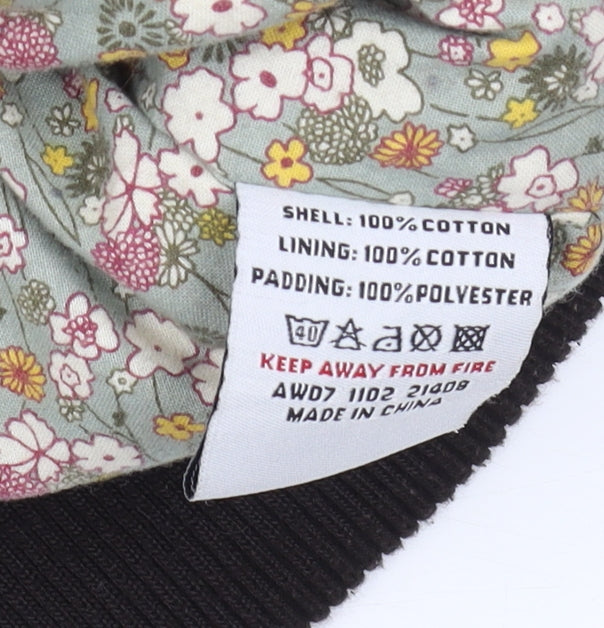 SHELL: 100% COTTON
LINING: 100% COTTON
PADDING: 100% POLYESTER
40
KEEP AWAY FROM FIRE
AW07 1102 21408
MADE IN CHINA